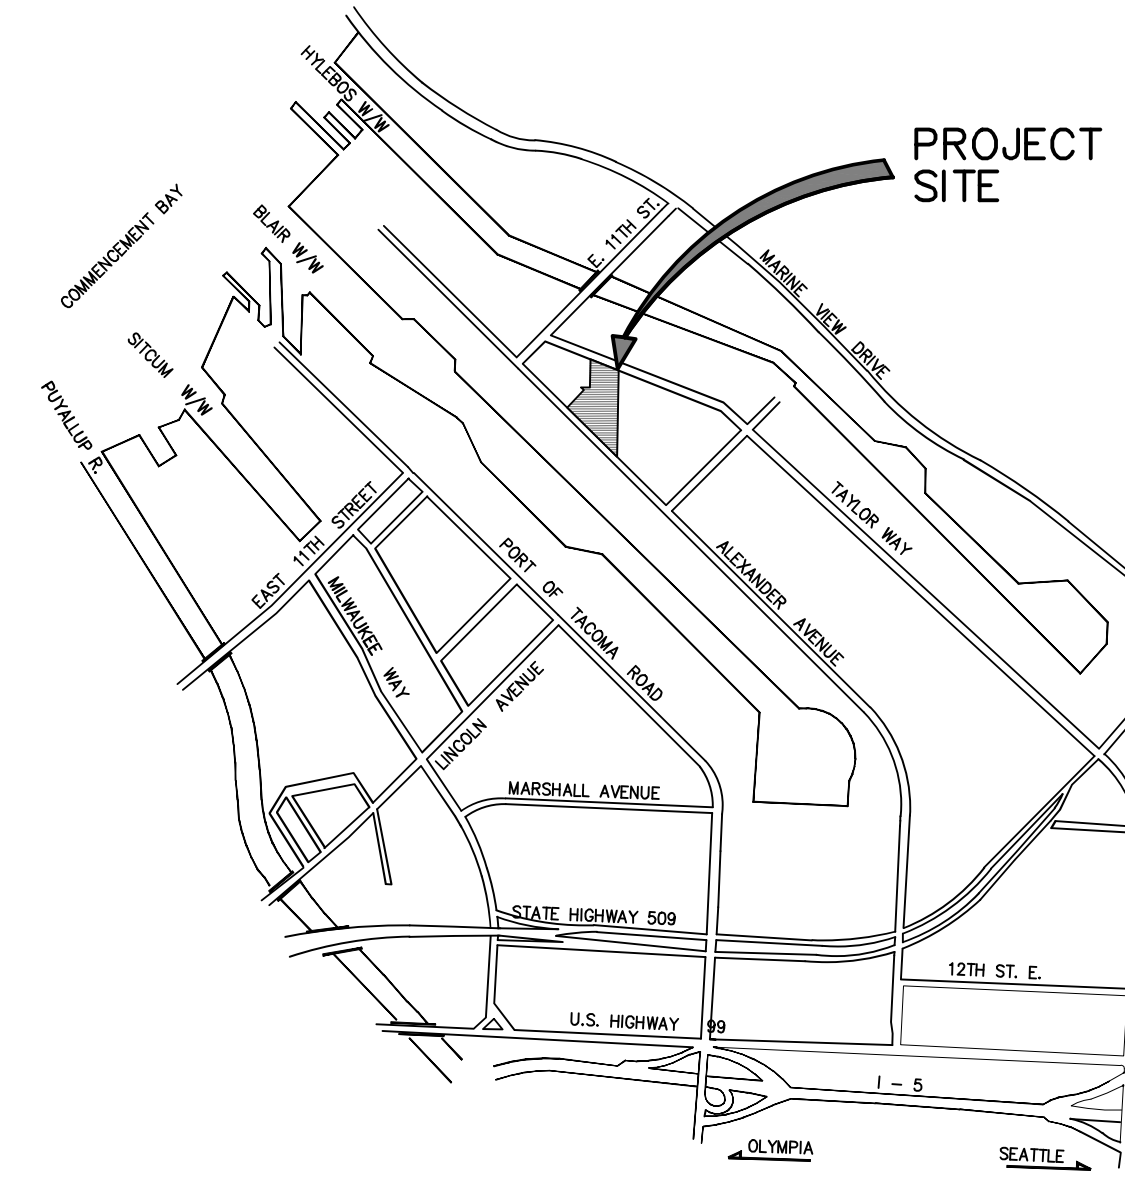 HYLEBOS W/W
PROJECT
SITE
COMMENCEMENT BAY
BLAIR W/W
E. 11TH ST.
MARINE VIEW DRIVE
SITCUM W/W
PUYALLUP R.
EAST 11TH STREET
TAYLOR WAY
PORT OF TACOMA ROAD
ALEXANDER AVENUE
MILWAUKEE WAY
LINCOLN AVENUE
MARSHALL AVENUE
STATE HIGHWAY 509
12TH ST. E.
U.S. HIGHWAY 99
I - 5
OLYMPIA
SEATTLE